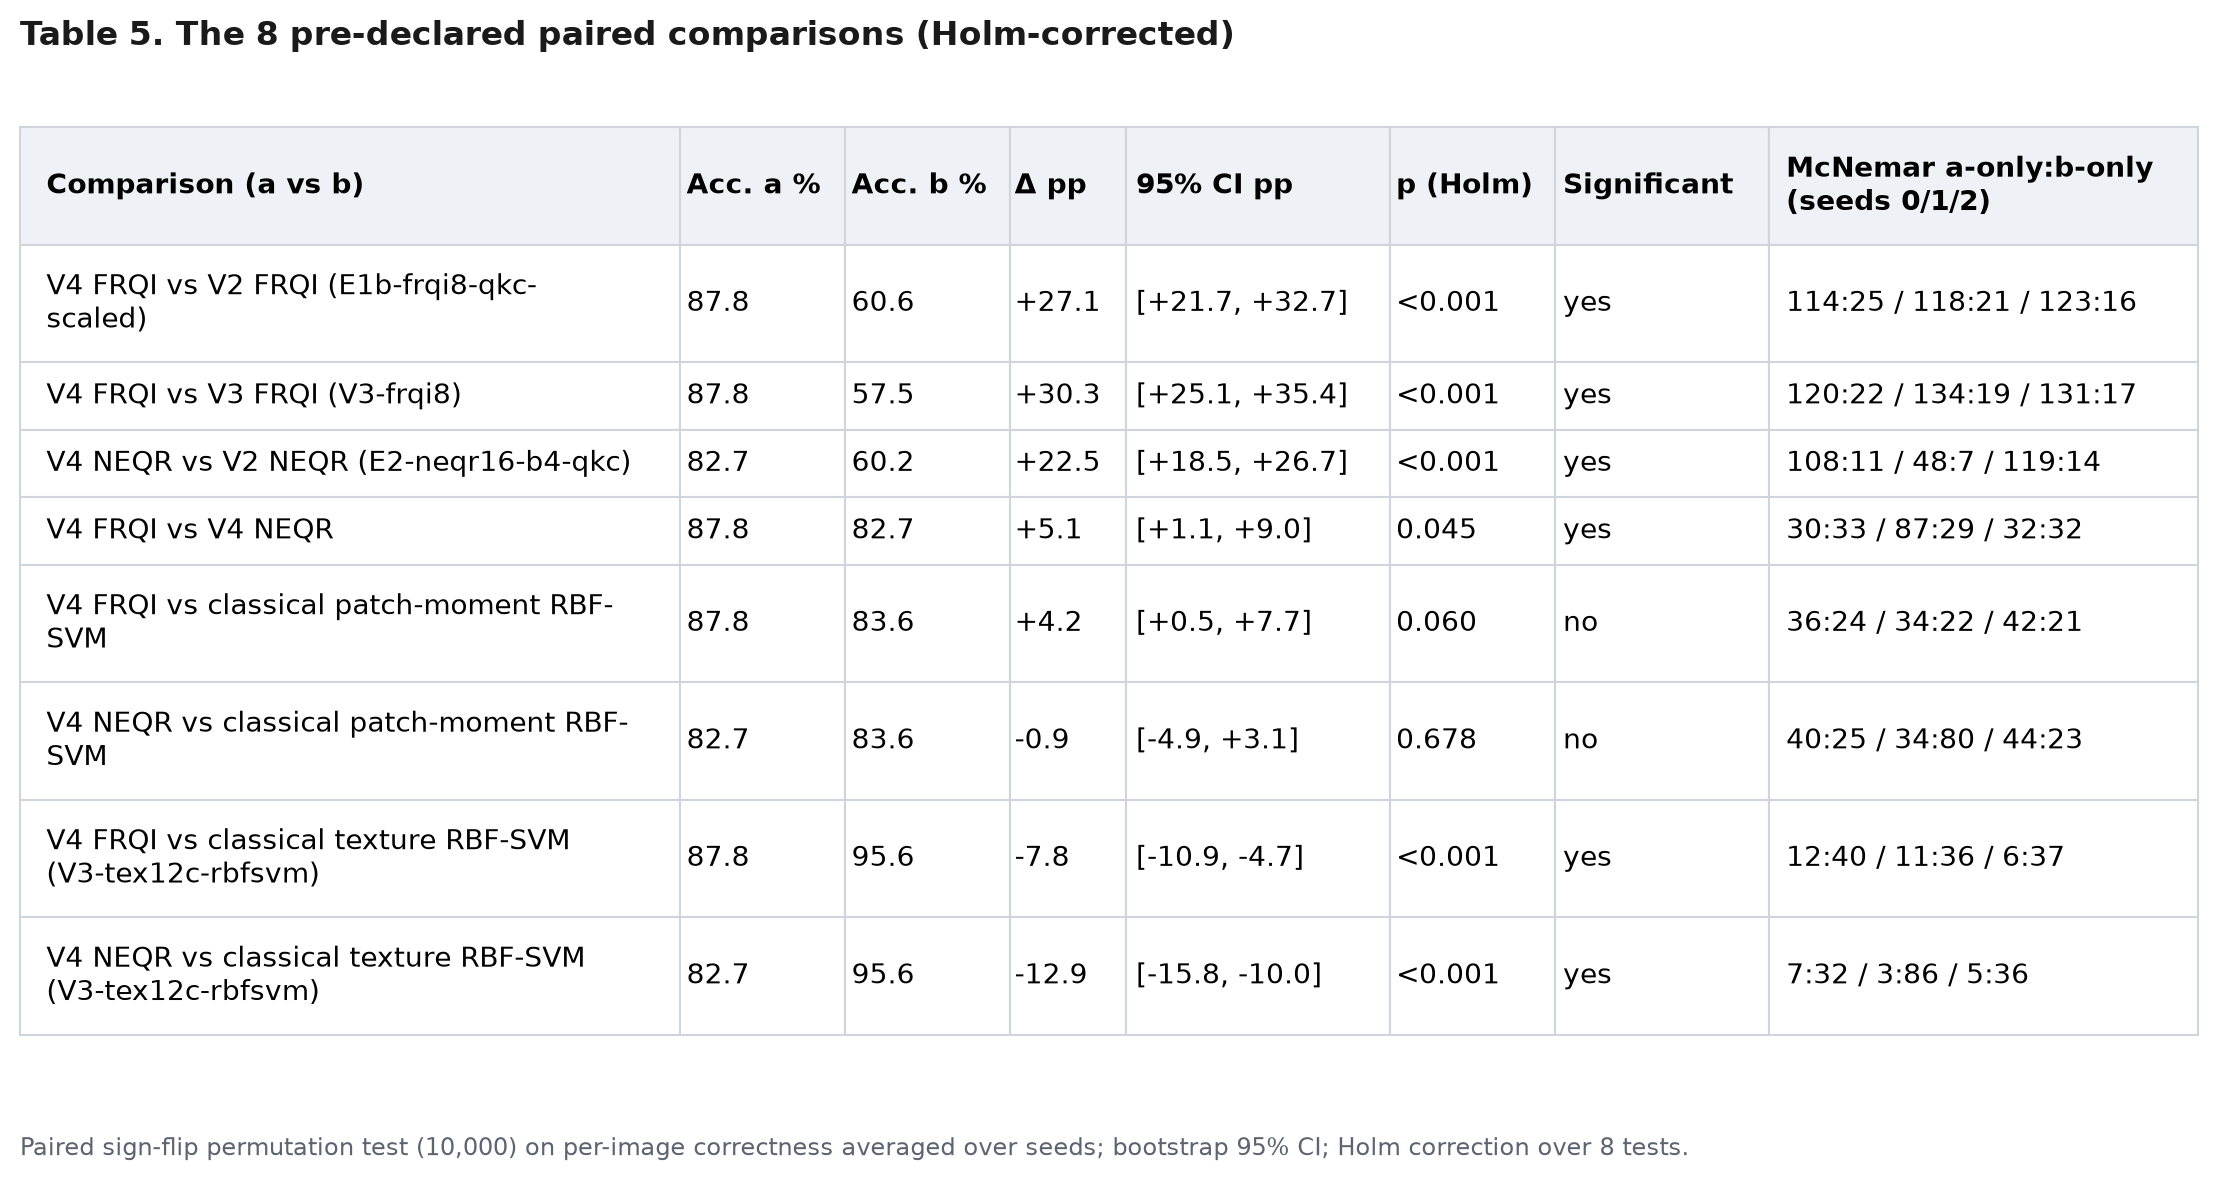 Table 5. The 8 pre-declared paired comparisons (Holm-corrected)
Comparison (a vs b) Acc. a % Acc. b % Δ pp 95% CI pp p (Holm) Significant McNemar a-only:b-only
(seeds 0/1/2)
V4 FRQI vs V2 FRQI (E1b-frqi8-qkc-
scaled) 87.8 60.6 +27.1 [+21.7, +32.7] <0.001 yes 114:25 / 118:21 / 123:16
V4 FRQI vs V3 FRQI (V3-frqi8) 87.8 57.5 +30.3 [+25.1, +35.4] <0.001 yes 120:22 / 134:19 / 131:17
V4 NEQR vs V2 NEQR (E2-neqr16-b4-qkc) 82.7 60.2 +22.5 [+18.5, +26.7] <0.001 yes 108:11 / 48:7 / 119:14
V4 FRQI vs V4 NEQR 87.8 82.7 +5.1 [+1.1, +9.0] 0.045 yes 30:33 / 87:29 / 32:32
V4 FRQI vs classical patch-moment RBF-
SVM 87.8 83.6 +4.2 [+0.5, +7.7] 0.060 no 36:24 / 34:22 / 42:21
V4 NEQR vs classical patch-moment RBF-
SVM 82.7 83.6 -0.9 [-4.9, +3.1] 0.678 no 40:25 / 34:80 / 44:23
V4 FRQI vs classical texture RBF-SVM
(V3-tex12c-rbfsvm) 87.8 95.6 -7.8 [-10.9, -4.7] <0.001 yes 12:40 / 11:36 / 6:37
V4 NEQR vs classical texture RBF-SVM
(V3-tex12c-rbfsvm) 82.7 95.6 -12.9 [-15.8, -10.0] <0.001 yes 7:32 / 3:86 / 5:36
Paired sign-flip permutation test (10,000) on per-image correctness averaged over seeds; bootstrap 95% CI; Holm correction over 8 tests.